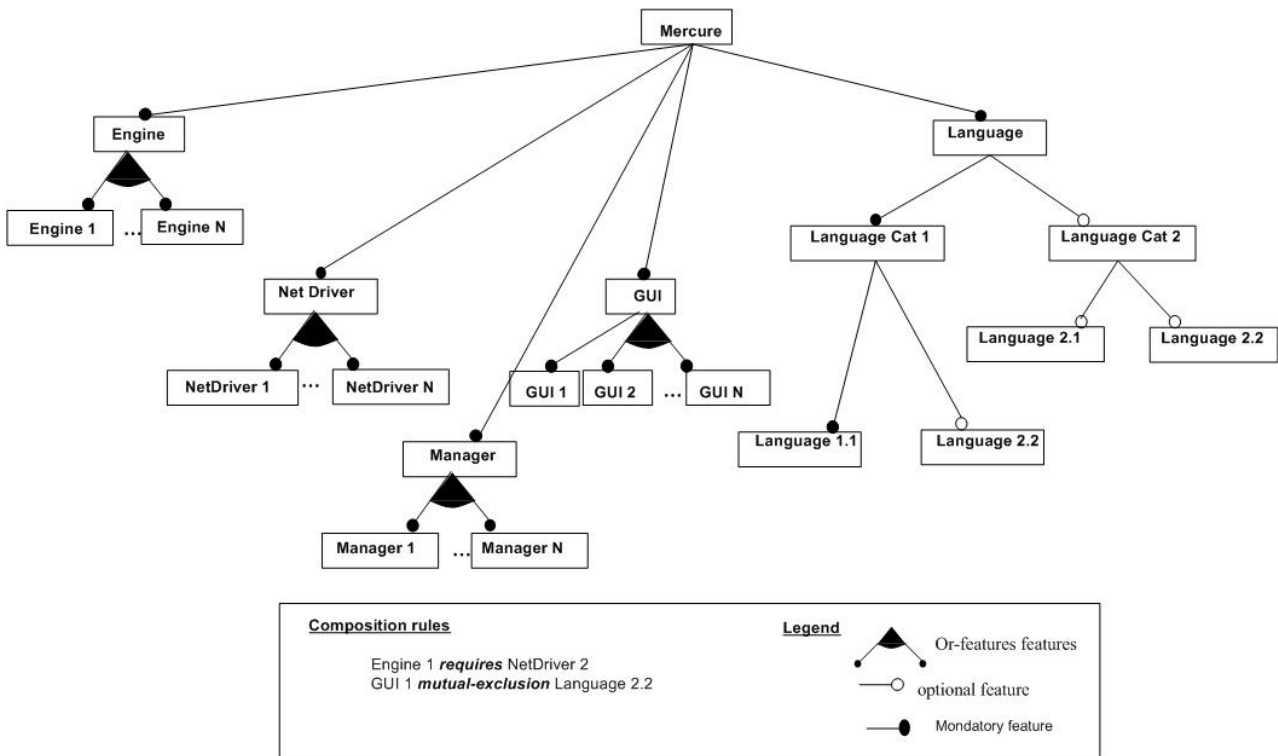 Mercure
Engine
Language
Engine 1 ... Engine N
Language Cat 1
Language Cat 2
Net Driver
GUI
Language 2.1
Language 2.2
NetDriver 1 ... NetDriver N
GUI 1
GUI 2 ... GUI N
Manager
Language 1.1
Language 2.2
Manager 1 ... Manager N
Composition rules
Engine 1 requires NetDriver 2
GUI 1 mutual-exclusion Language 2.2
Legend
Or-features features
optional feature
Mondatory feature